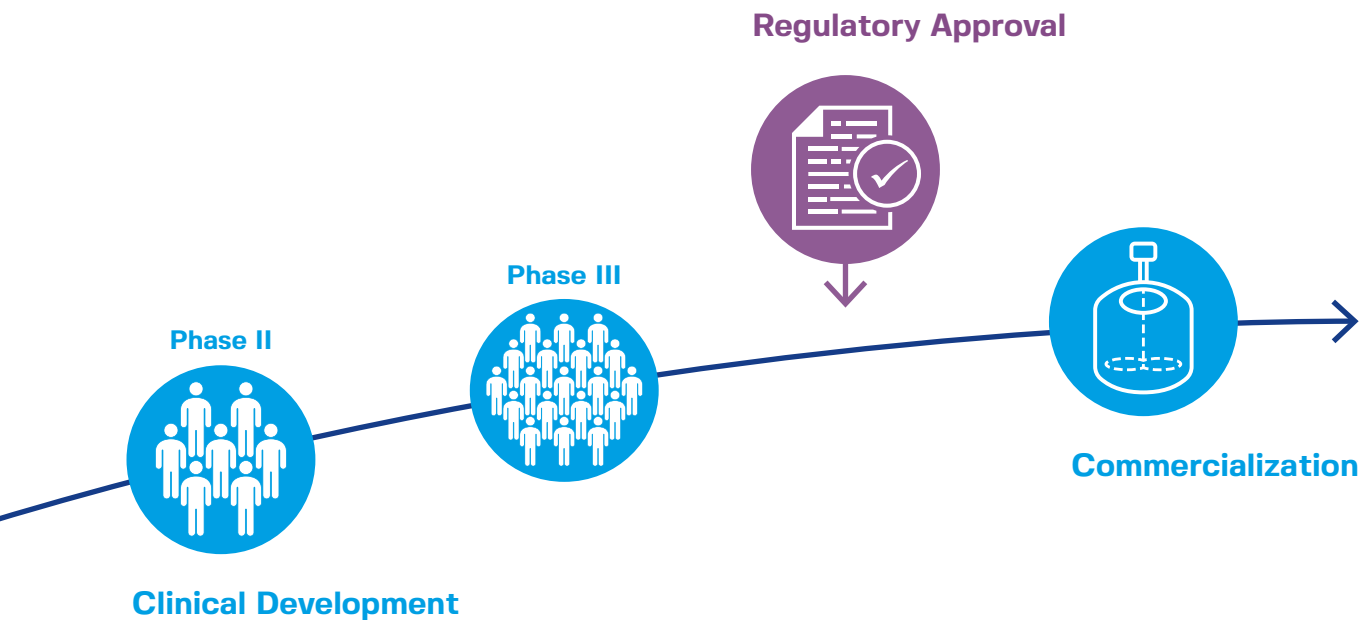 Regulatory Approval
Phase III
Phase II
Commercialization
Clinical Development